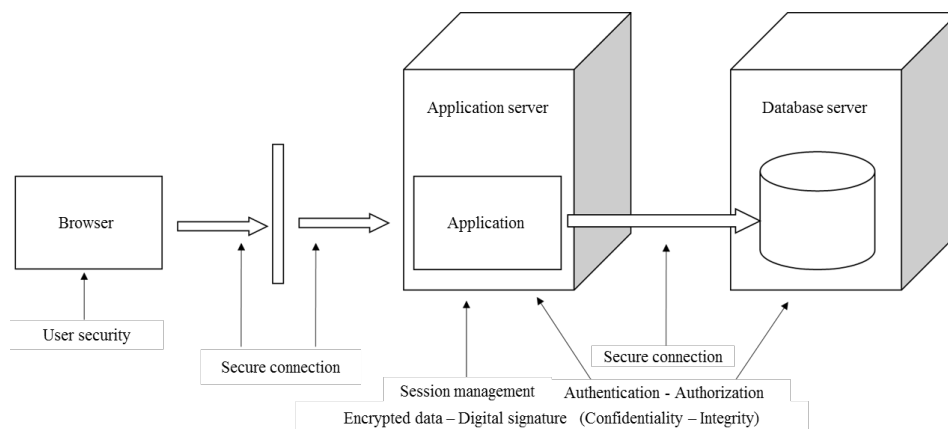 Application server
Database server
Browser
Application
User security
Secure connection
Secure connection
Session management
Authentication - Authorization
Encrypted data – Digital signature (Confidentiality – Integrity)